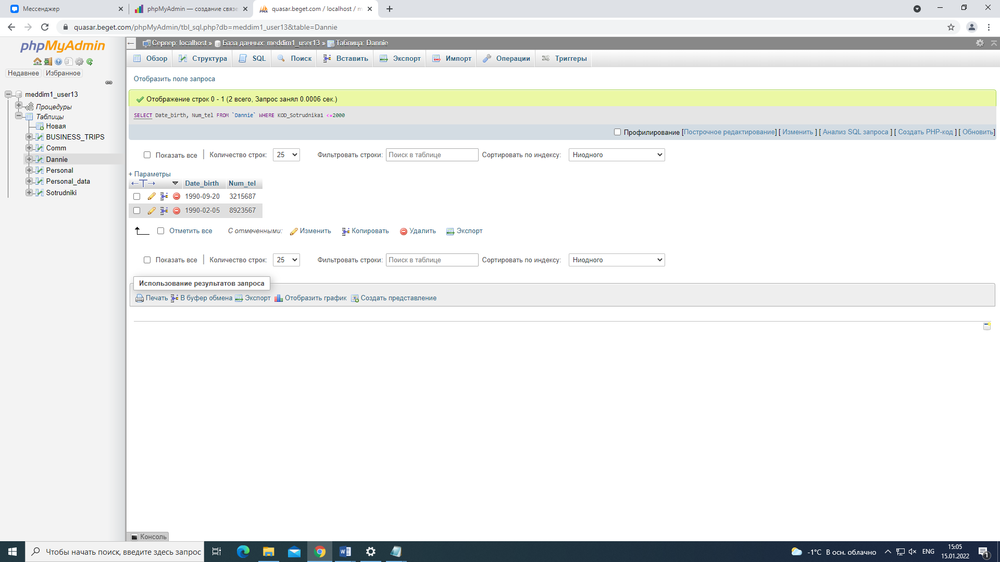 Мессенджер
phpMyAdmin — создание связе
quasar.beget.com / localhost / m
quasar.beget.com/phpMyAdmin/tbl_sql.php?db=meddim1_user13&table=Dannie
phpMyAdmin
Недавнее Избранное
meddim1_user13
Процедуры
Таблицы
Новая
BUSINESS_TRIPS
Comm
Dannie
Personal
Personal_data
Sotrudniki
Сервер: localhost » База данных: meddim1_user13 » Таблица: Dannie
Обзор Структура SQL Поиск Вставить Экспорт Импорт Операции Триггеры
Отобразить поле запроса
Отображение строк 0 - 1 (2 всего, Запрос занял 0.0006 сек.)
SELECT Date_birth, Num_tel FROM `Dannie` WHERE KOD_Sotrudnika1 <=2000
Профилирование [Построчное редактирование] [ Изменить ] [ Анализ SQL запроса ] [ Создать PHP-код ] [ Обновить]
Показать все Количество строк: 25 Фильтровать строки: Поиск в таблице Сортировать по индексу: Ниодного
+ Параметры
←T→ Date_birth Num_tel
1990-09-20 3215687
1990-02-05 8923567
Отметить все С отмеченными: Изменить Копировать Удалить Экспорт
Показать все Количество строк: 25 Фильтровать строки: Поиск в таблице Сортировать по индексу: Ниодного
Использование результатов запроса
Печать В буфер обмена Экспорт Отобразить график Создать представление
Консоль
Чтобы начать поиск, введите здесь запрос
-1°C В осн. облачно
ENG
15:05
15.01.2022
1